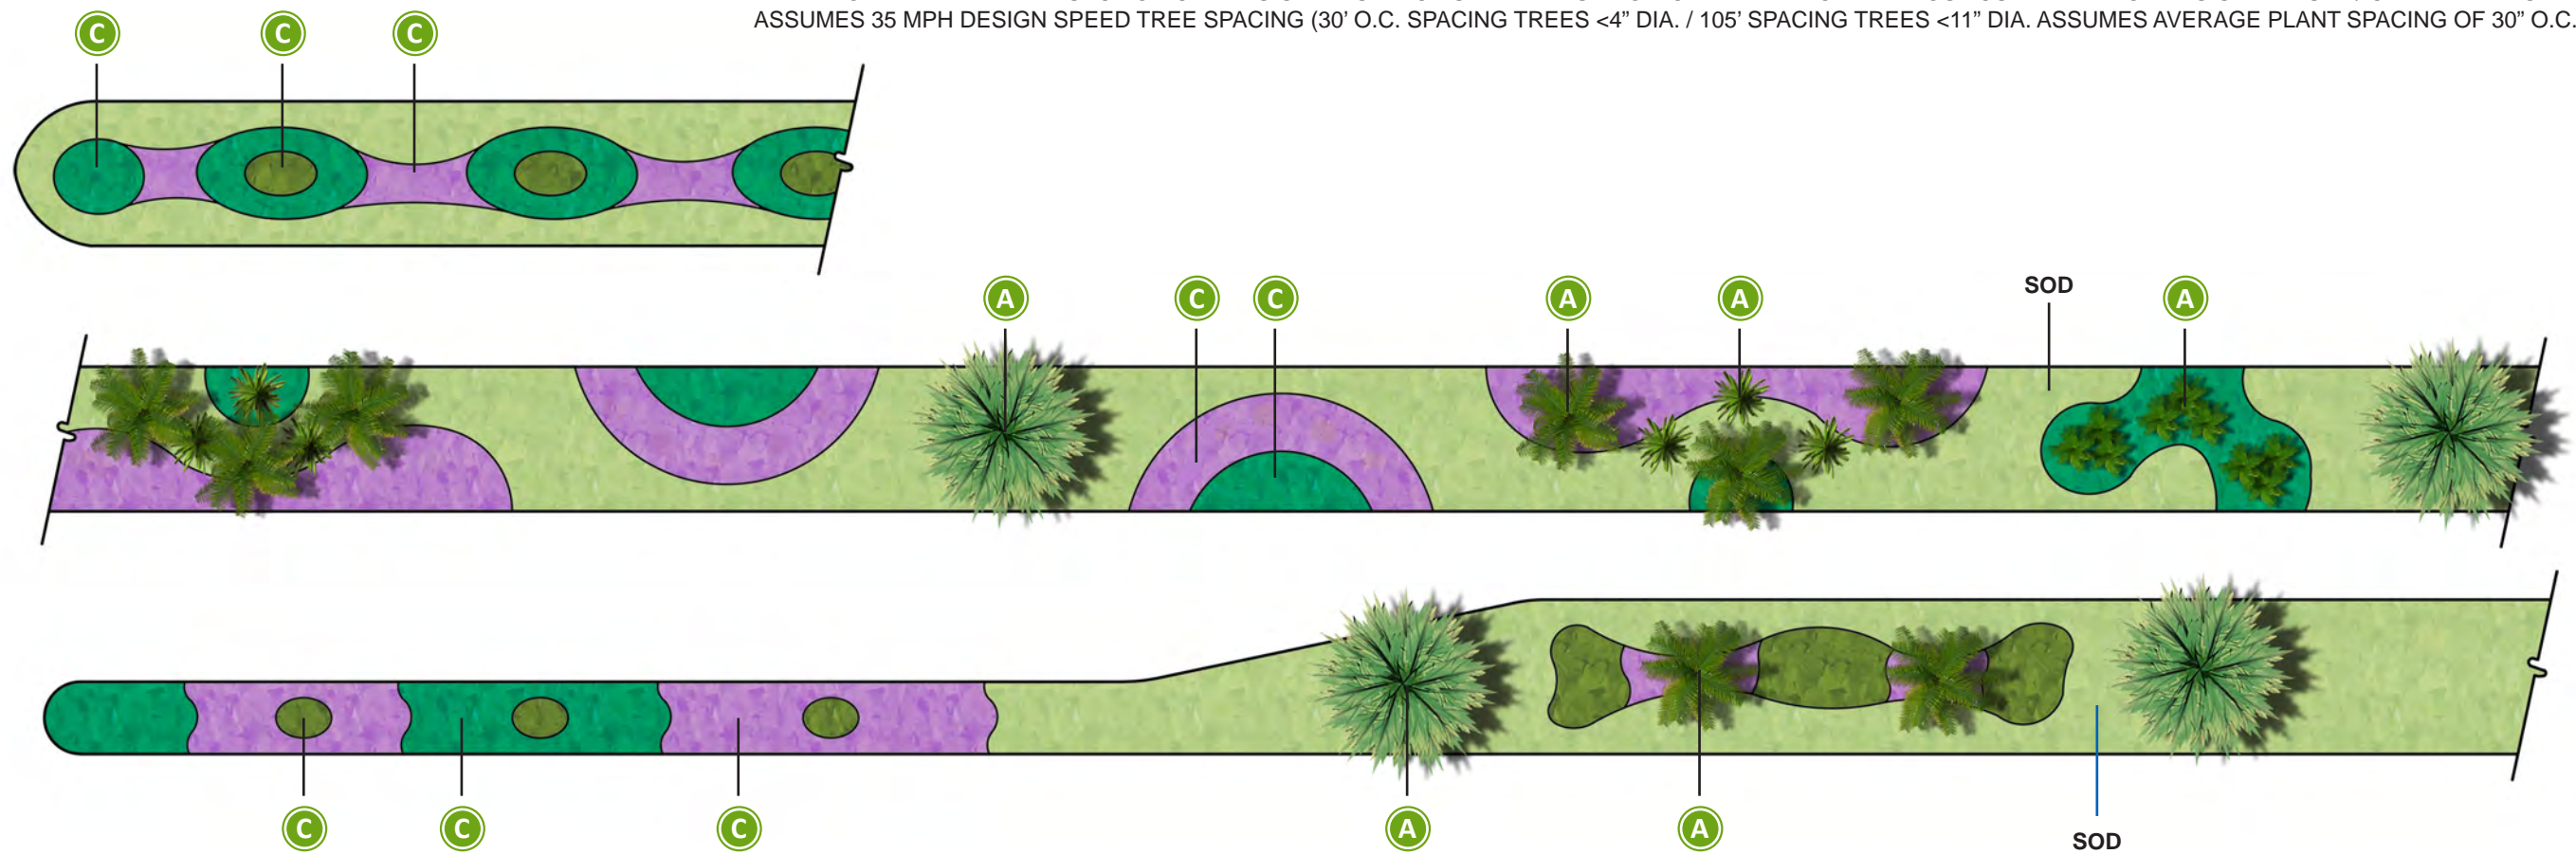 ASSUMES 35 MPH DESIGN SPEED TREE SPACING (30’ O.C. SPACING TREES <4” DIA. / 105’ SPACING TREES <11” DIA. ASSUMES AVERAGE PLANT SPACING OF 30” O.C.
C C C
A C C A A SOD A
C C C A A SOD